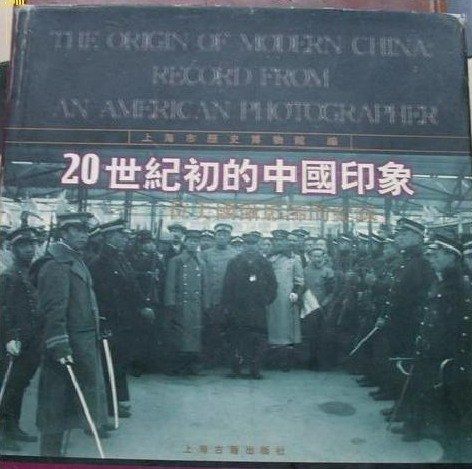 THE ORIGIN OF MODERN CHINA
RECORD FROM
AN AMERICAN PHOTOGRAPHER
上海市歷史博物館 編
20世紀初的中國印象
上海古籍出版社